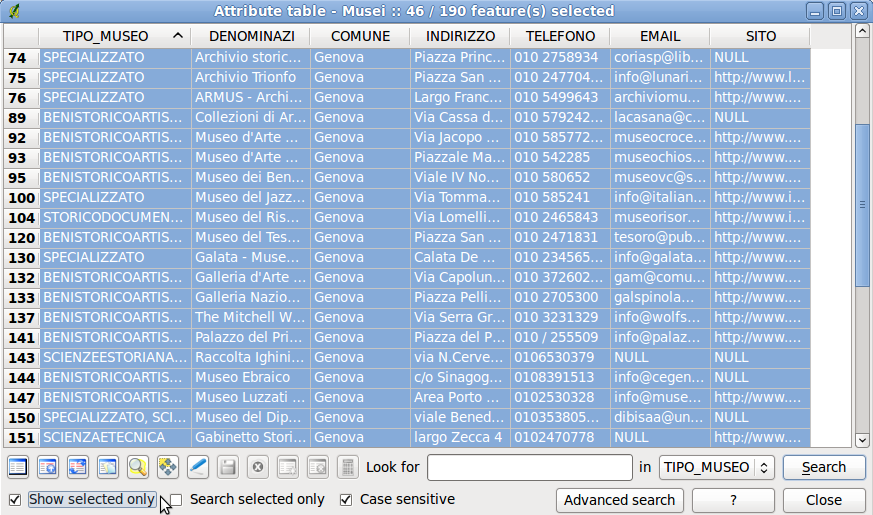 Attribute table - Musei :: 46 / 190 feature(s) selected
TIPO_MUSEO DENOMINAZI COMUNE INDIRIZZO TELEFONO EMAIL SITO
74 SPECIALIZZATO Archivio storic... Genova Piazza Princ... 010 2758934 coriasp@lib... NULL
75 SPECIALIZZATO Archivio Trionfo Genova Piazza San ... 010 247704... info@lunari... http://www.l...
76 SPECIALIZZATO ARMUS - Archi... Genova Largo Franc... 010 5499643 archiviomu... http://www....
89 BENISTORICOARTIS... Collezioni di Ar... Genova Via Cassa d... 010 579242... lacasana@c... NULL
92 BENISTORICOARTIS... Museo d'Arte ... Genova Via Jacopo ... 010 585772... museocroce... http://www....
93 BENISTORICOARTIS... Museo d'Arte ... Genova Piazzale Ma... 010 542285 museochios... http://www....
95 BENISTORICOARTIS... Museo dei Ben... Genova Viale IV No... 010 580652 museovc@s... http://www....
100 SPECIALIZZATO Museo del Jazz... Genova Via Tomma... 010 585241 info@italian... http://www.i...
104 STORICODOCUMEN... Museo del Ris... Genova Via Lomelli... 010 2465843 museorisor... http://www.i...
120 BENISTORICOARTIS... Museo del Tes... Genova Piazza San ... 010 2471831 tesoro@pub... http://www....
130 SPECIALIZZATO Galata - Muse... Genova Calata De ... 010 234565... info@galata... http://www....
132 BENISTORICOARTIS... Galleria d'Arte ... Genova Via Capolun... 010 372602... gam@comu... http://www....
133 BENISTORICOARTIS... Galleria Nazio... Genova Piazza Pelli... 010 2705300 galspinola... http://www....
137 BENISTORICOARTIS... The Mitchell W... Genova Via Serra Gr... 010 3231329 info@wolfs... http://www....
141 BENISTORICOARTIS... Palazzo del Pri... Genova Piazza del P... 010 / 255509 info@palaz... http://www....
143 SCIENZEESTORIANA... Raccolta Ighini... Genova via N.Cerve... 0106530379 NULL NULL
144 BENISTORICOARTIS... Museo Ebraico Genova c/o Sinagog... 0108391513 info@cegen... NULL
147 BENISTORICOARTIS... Museo Luzzati ... Genova Area Porto ... 0102530328 info@muse... http://www....
150 SPECIALIZZATO, SCI... Museo del Dip... Genova viale Bened... 010353805... dibisaa@un... NULL
151 SCIENZAETECNICA Gabinetto Stori... Genova largo Zecca 4 0102470778 NULL http://www....
Look for in TIPO_MUSEO Search
Show selected only Search selected only Case sensitive Advanced search ? Close